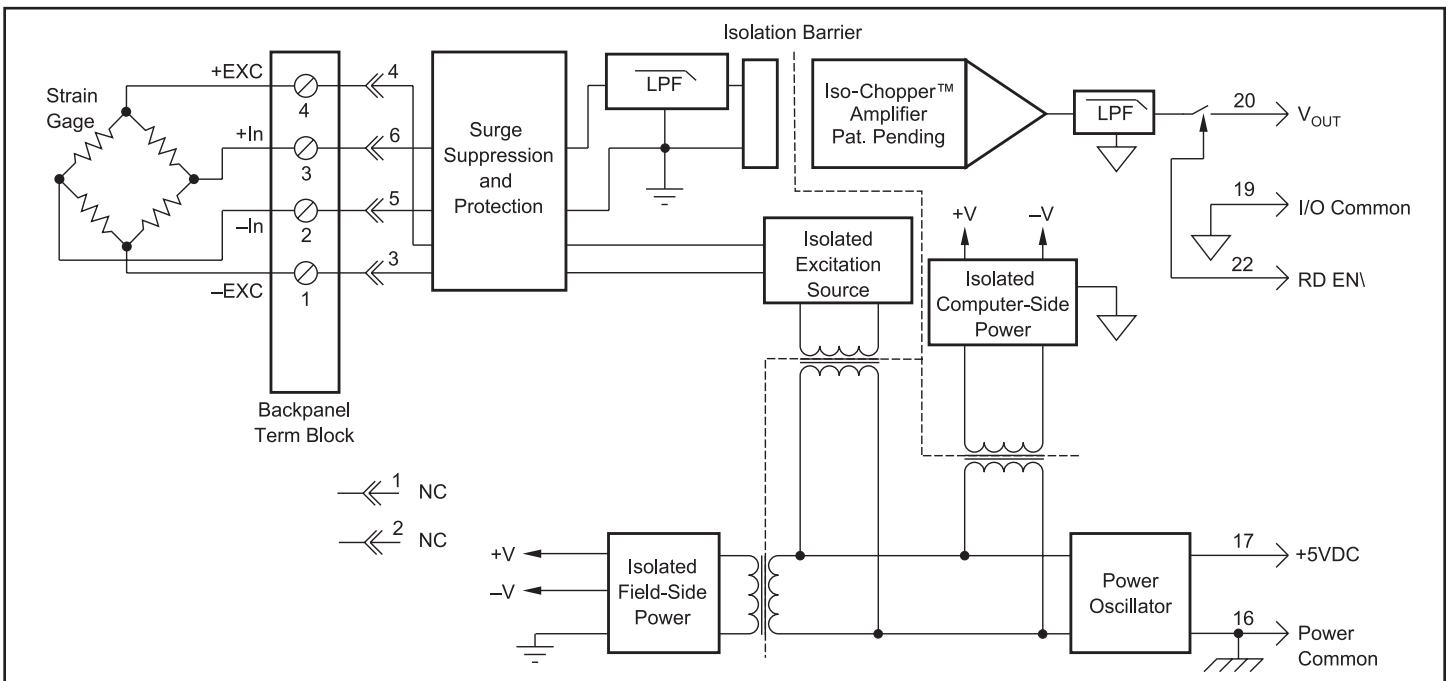 Isolation Barrier
Strain
Gage
+EXC
4
4
+In
6
3
5
–In
2
3
–EXC
1
Backpanel
Term Block
Surge
Suppression
and
Protection
LPF
Iso-Chopper™
Amplifier
Pat. Pending
LPF
20
V_OUT
19
I/O Common
22
RD EN\
Isolated
Excitation
Source
+V
–V
Isolated
Computer-Side
Power
1
NC
2
NC
+V
–V
Isolated
Field-Side
Power
Power
Oscillator
17
+5VDC
16
Power
Common